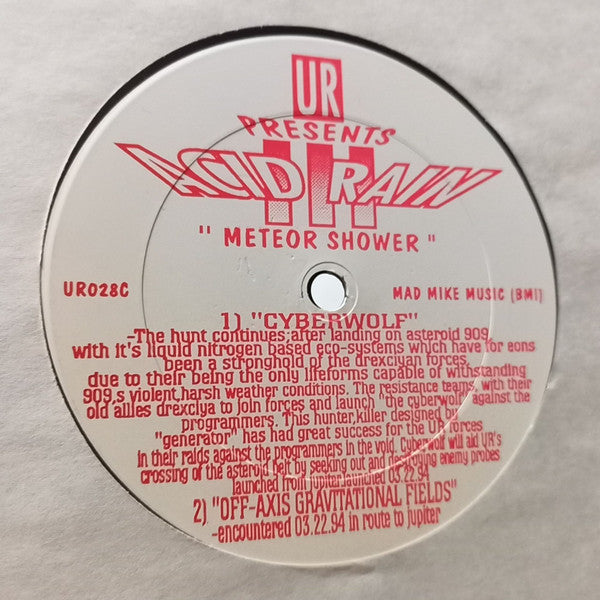 UR
PRESENTS
ACID RAIN
III
" METEOR SHOWER "
UR028C
MAD MIKE MUSIC (BMI)
1) "CYBERWOLF"
-The hunt continues,after landing on asteroid 909
with it's liquid nitrogen based eco-systems which have for eons
been a stronghold of the drexcyan forces,
due to their being the only lifeforms capable of withstanding
909,s violent,harsh weather conditions. The resistance teams, with their
old ailles drexclya to join forces and launch "the cyberwolf" against the
programmers. This hunter,killer designed by
"generator" has had great success for the UR forces
in their raids against the programmers in the void. Cyberwolf will aid UR's
crossing of the asteroid belt by seeking out and destroying enemy probes
launched from jupiter.launched 03.22.94
2) "OFF-AXIS GRAVITATIONAL FIELDS"
-encountered 03.22.94 in route to jupiter